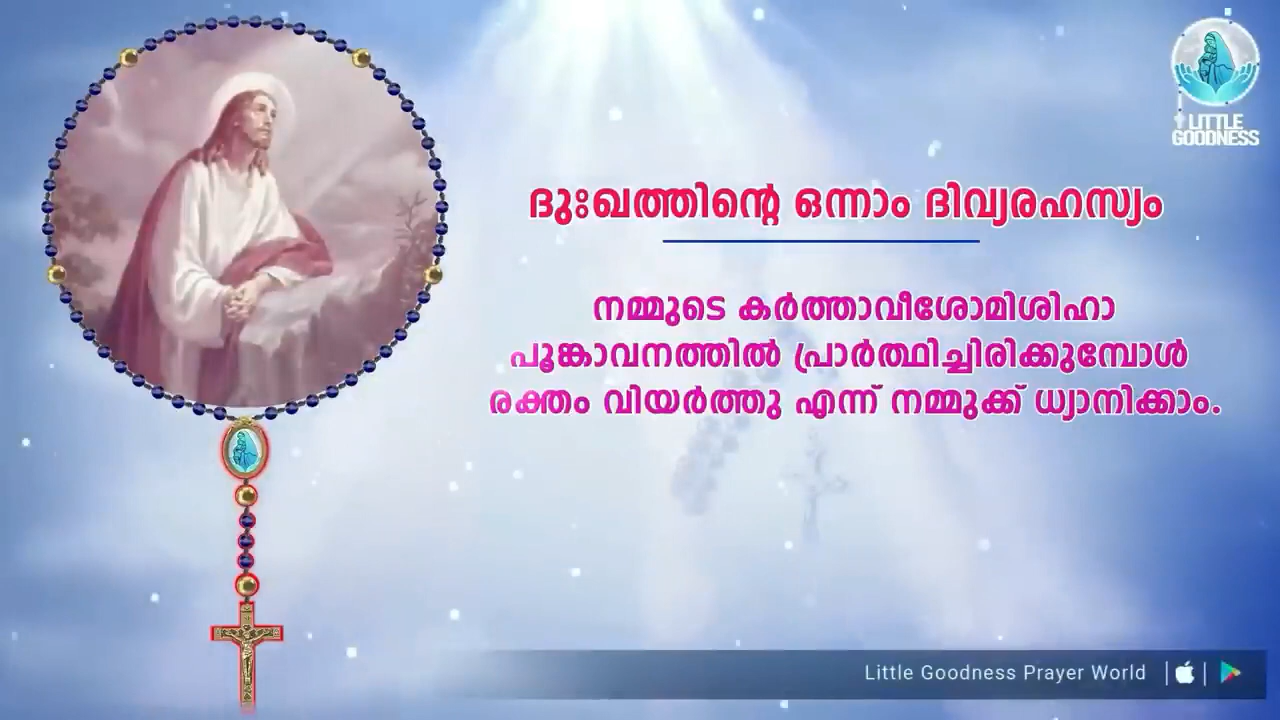 LITTLE
GOODNESS
ദുഃഖത്തിന്റെ ഒന്നാം ദിവ്യരഹസ്യം
നമ്മുടെ കർത്താവീശോമിശിഹാ
പൂങ്കാവനത്തിൽ പ്രാർത്ഥിച്ചിരിക്കുമ്പോൾ
രക്തം വിയർത്തു എന്ന് നമ്മുക്ക് ധ്യാനിക്കാം.
Little Goodness Prayer World